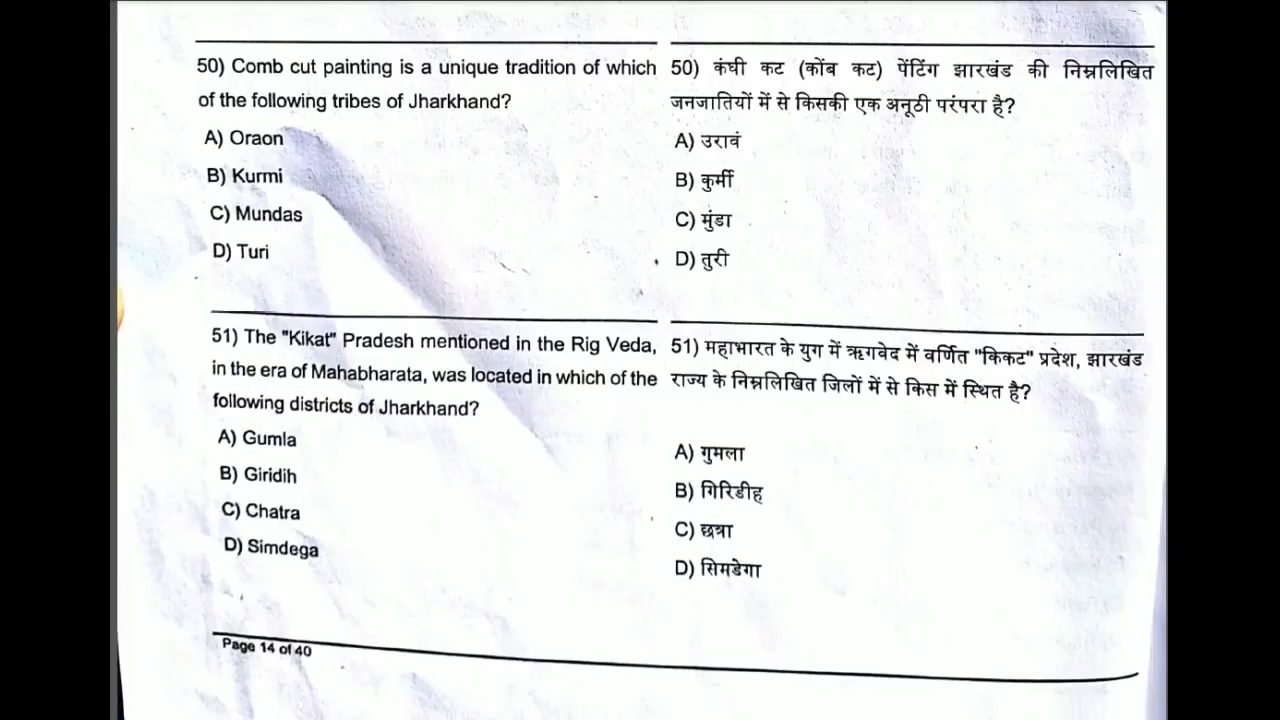 50) Comb cut painting is a unique tradition of which
of the following tribes of Jharkhand?
A) Oraon
B) Kurmi
C) Mundas
D) Turi
50) कंघी कट (कोंब कट) पेंटिंग झारखंड की निम्नलिखित
जनजातियों में से किसकी एक अनूठी परंपरा है?
A) उरावं
B) कुर्मी
C) मुंडा
D) तुरी
51) The "Kikat" Pradesh mentioned in the Rig Veda,
in the era of Mahabharata, was located in which of the
following districts of Jharkhand?
A) Gumla
B) Giridih
C) Chatra
D) Simdega
51) महाभारत के युग में ऋगवेद में वर्णित "किकट" प्रदेश, झारखंड
राज्य के निम्नलिखित जिलों में से किस में स्थित है?
A) गुमला
B) गिरिडीह
C) छत्रा
D) सिमडेगा
Page 14 of 40